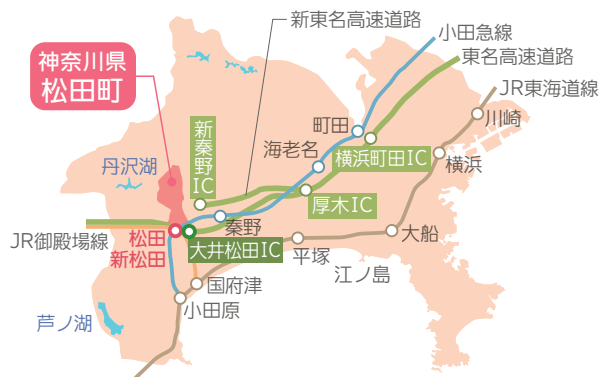 新東名高速道路
小田急線
東名高速道路
JR東海道線
神奈川県
松田町
川崎
町田
新秦野IC
海老名
横浜町田IC
横浜
丹沢湖
厚木IC
秦野
大船
JR御殿場線
松田
新松田
大井松田IC
平塚
江ノ島
国府津
小田原
芦ノ湖